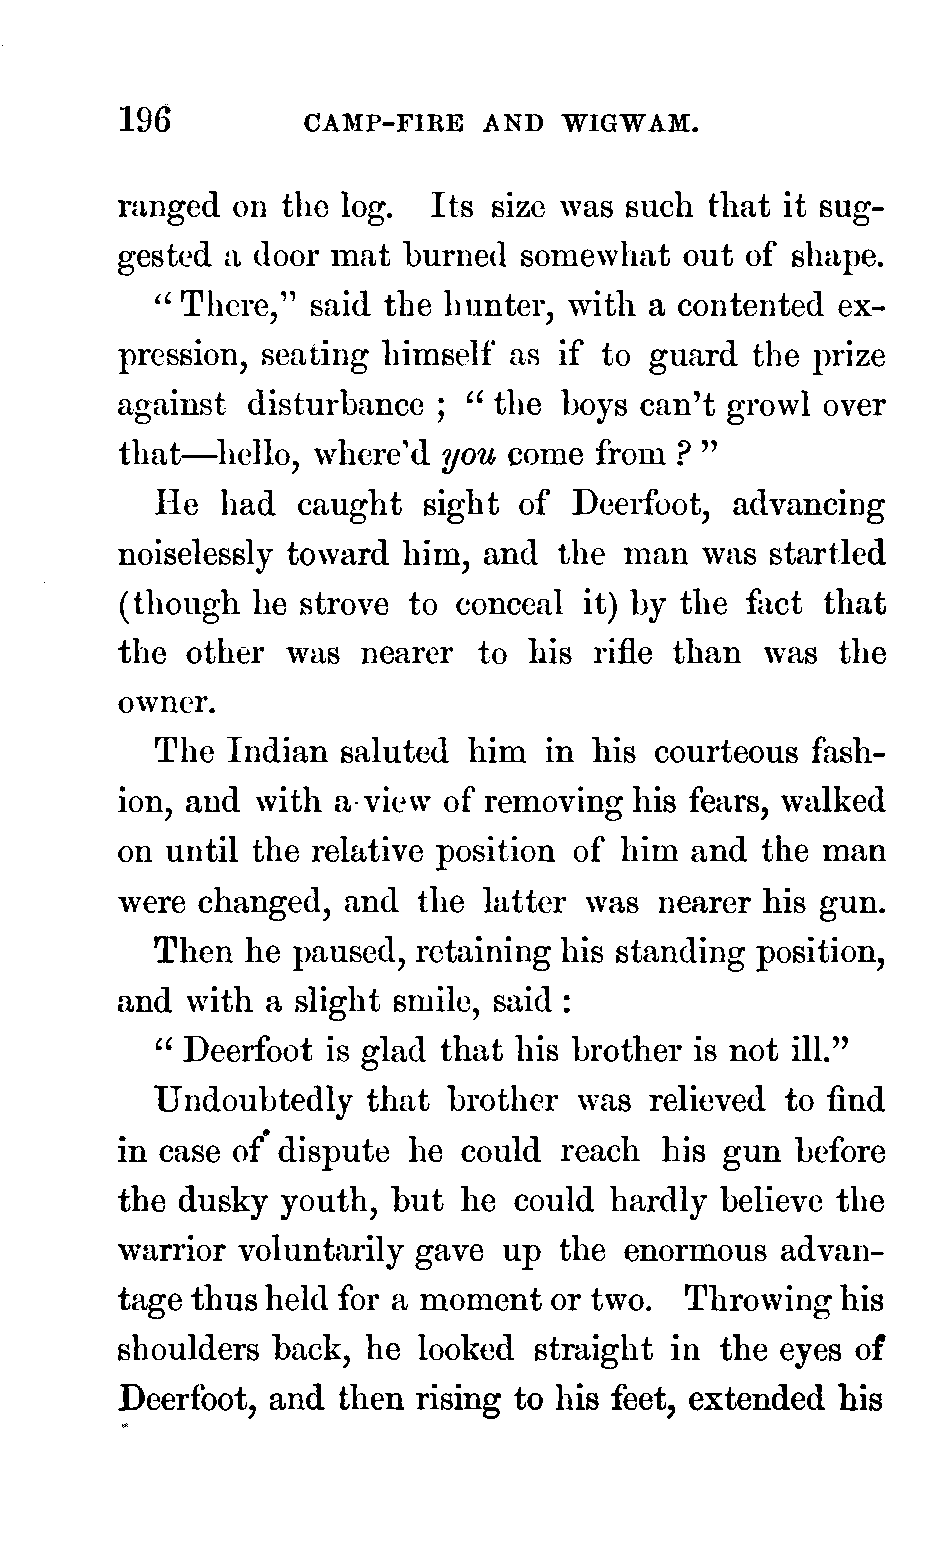 196 CAMP-FIRE AND WIGWAM.
ranged on the log. Its size was such that it sug-
gested a door mat burned somewhat out of shape.
“ There,” said the hunter, with a contented ex-
pression, seating himself as if to guard the prize
against disturbance ; “ the boys can’t growl over
that—hello, where’d you come from ? ”
He had caught sight of Deerfoot, advancing
noiselessly toward him, and the man was startled
(though he strove to conceal it) by the fact that
the other was nearer to his rifle than was the
owner.
The Indian saluted him in his courteous fash-
ion, and with a view of removing his fears, walked
on until the relative position of him and the man
were changed, and the latter was nearer his gun.
Then he paused, retaining his standing position,
and with a slight smile, said :
“ Deerfoot is glad that his brother is not ill.”
Undoubtedly that brother was relieved to find
in case of dispute he could reach his gun before
the dusky youth, but he could hardly believe the
warrior voluntarily gave up the enormous advan-
tage thus held for a moment or two. Throwing his
shoulders back, he looked straight in the eyes of
Deerfoot, and then rising to his feet, extended his